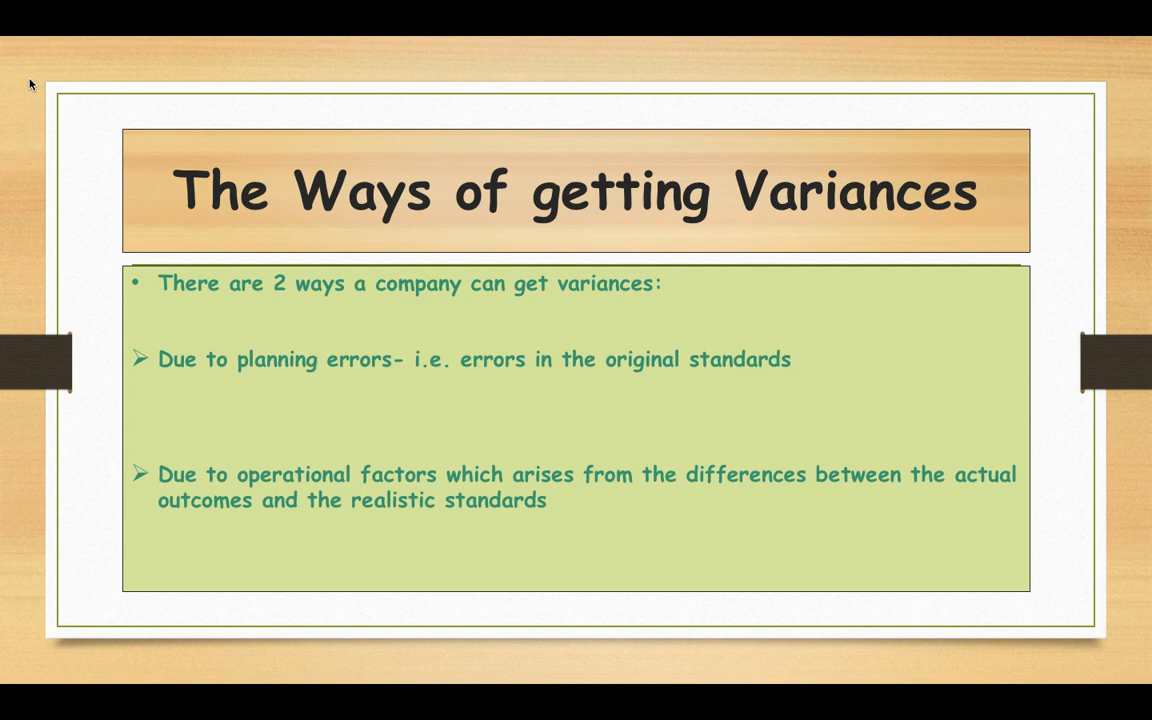 The Ways of getting Variances
• There are 2 ways a company can get variances:
➢ Due to planning errors- i.e. errors in the original standards
➢ Due to operational factors which arises from the differences between the actual
outcomes and the realistic standards